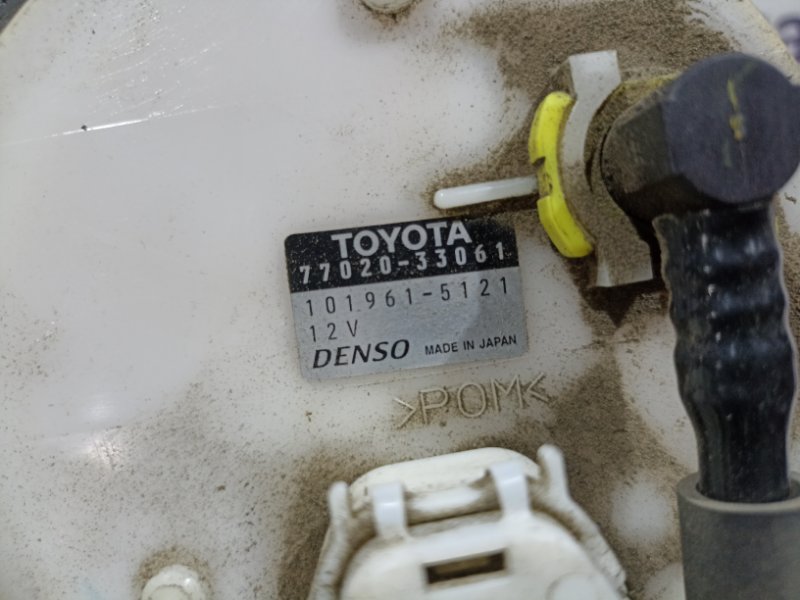 TOYOTA
77020-33061
101961-5121
12V
DENSO MADE IN JAPAN
>POM<